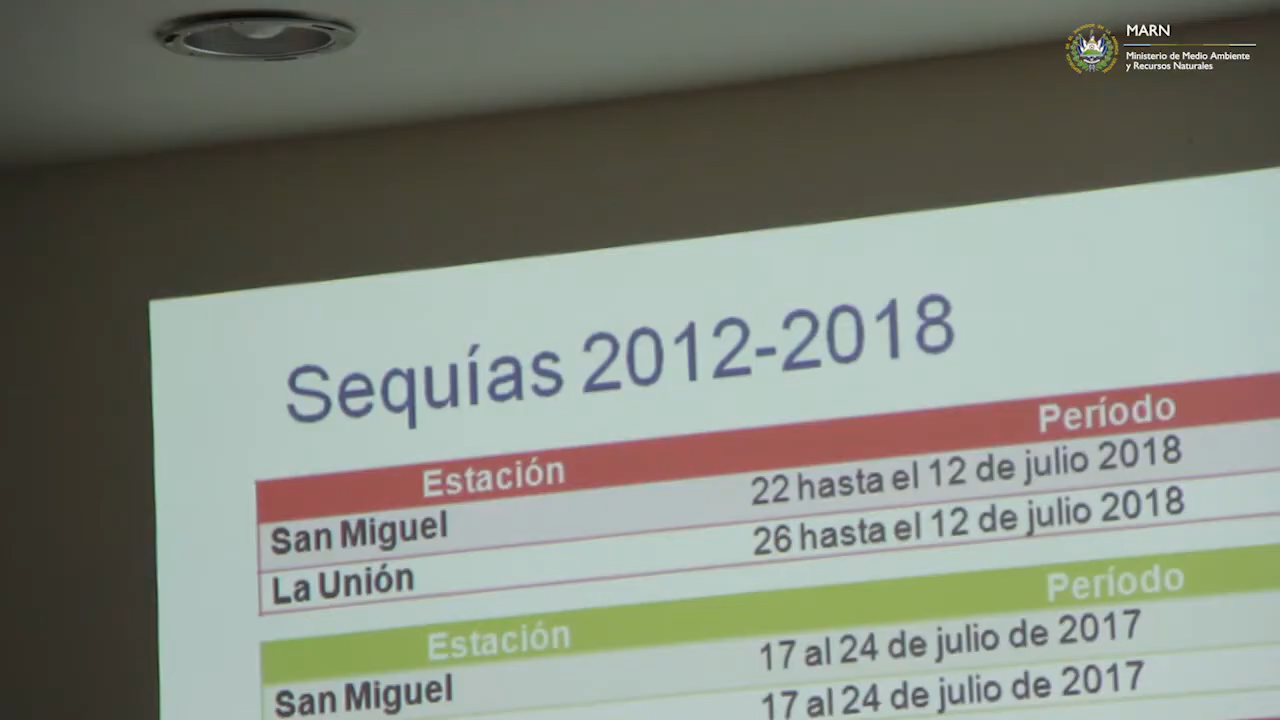 MARN
Ministerio de Medio Ambiente
y Recursos Naturales
Sequías 2012-2018
Estación Período
San Miguel 22 hasta el 12 de julio 2018
La Unión 26 hasta el 12 de julio 2018
Estación Período
San Miguel 17 al 24 de julio de 2017
17 al 24 de julio de 2017